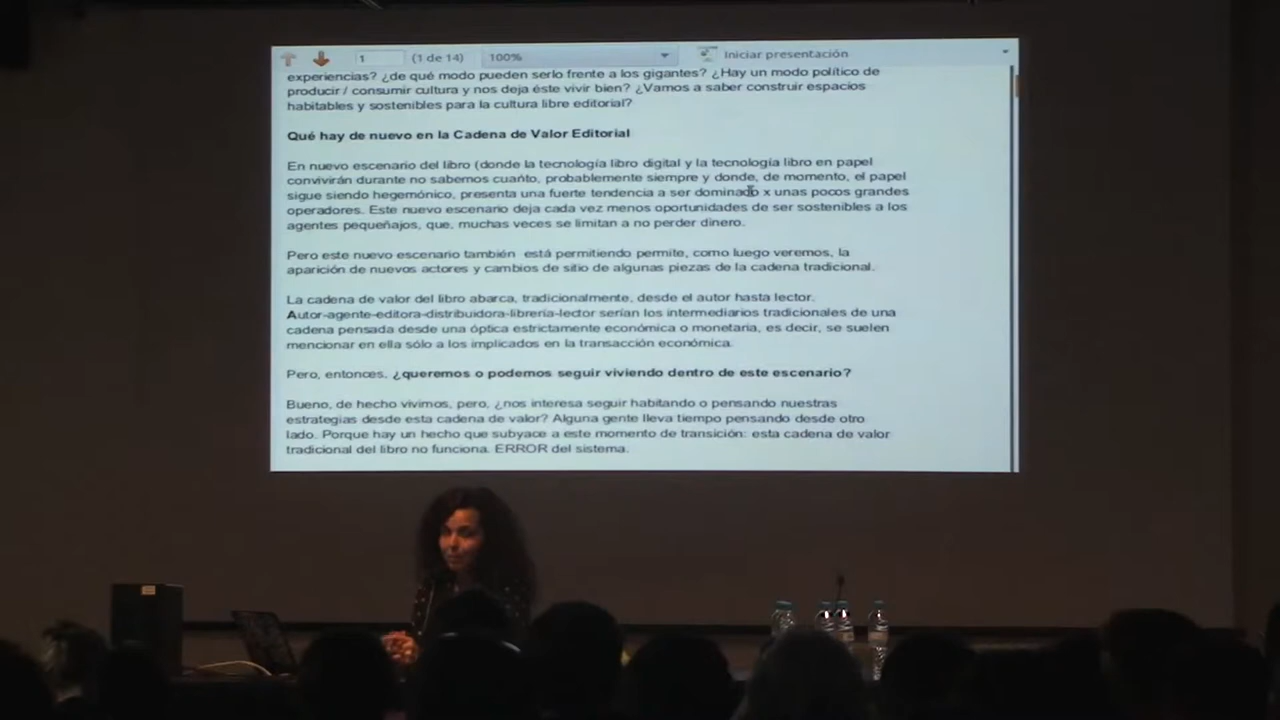 1 (1 de 14) 100% Iniciar presentación
experiencias? ¿de qué modo pueden serlo frente a los gigantes? ¿Hay un modo político de
producir / consumir cultura y nos deja éste vivir bien? ¿Vamos a saber construir espacios
habitables y sostenibles para la cultura libre editorial?
Qué hay de nuevo en la Cadena de Valor Editorial
En nuevo escenario del libro (donde la tecnología libro digital y la tecnología libro en papel
convivirán durante no sabemos cuanto, probablemente siempre y donde, de momento, el papel
sigue siendo hegemónico, presenta una fuerte tendencia a ser dominado x unas pocos grandes
operadores. Este nuevo escenario deja cada vez menos oportunidades de ser sostenibles a los
agentes pequeñajos, que, muchas veces se limitan a no perder dinero.
Pero este nuevo escenario también está permitiendo permite, como luego veremos, la
aparición de nuevos actores y cambios de sitio de algunas piezas de la cadena tradicional.
La cadena de valor del libro abarca, tradicionalmente, desde el autor hasta lector.
Autor-agente-editora-distribuidora-librería-lector serían los intermediarios tradicionales de una
cadena pensada desde una óptica estrictamente económica o monetaria, es decir, se suelen
mencionar en ella sólo a los implicados en la transacción económica.
Pero, entonces, ¿queremos o podemos seguir viviendo dentro de este escenario?
Bueno, de hecho vivimos, pero, ¿nos interesa seguir habitando o pensando nuestras
estrategias desde esta cadena de valor? Alguna gente lleva tiempo pensando desde otro
lado. Porque hay un hecho que subyace a este momento de transición: esta cadena de valor
tradicional del libro no funciona. ERROR del sistema.